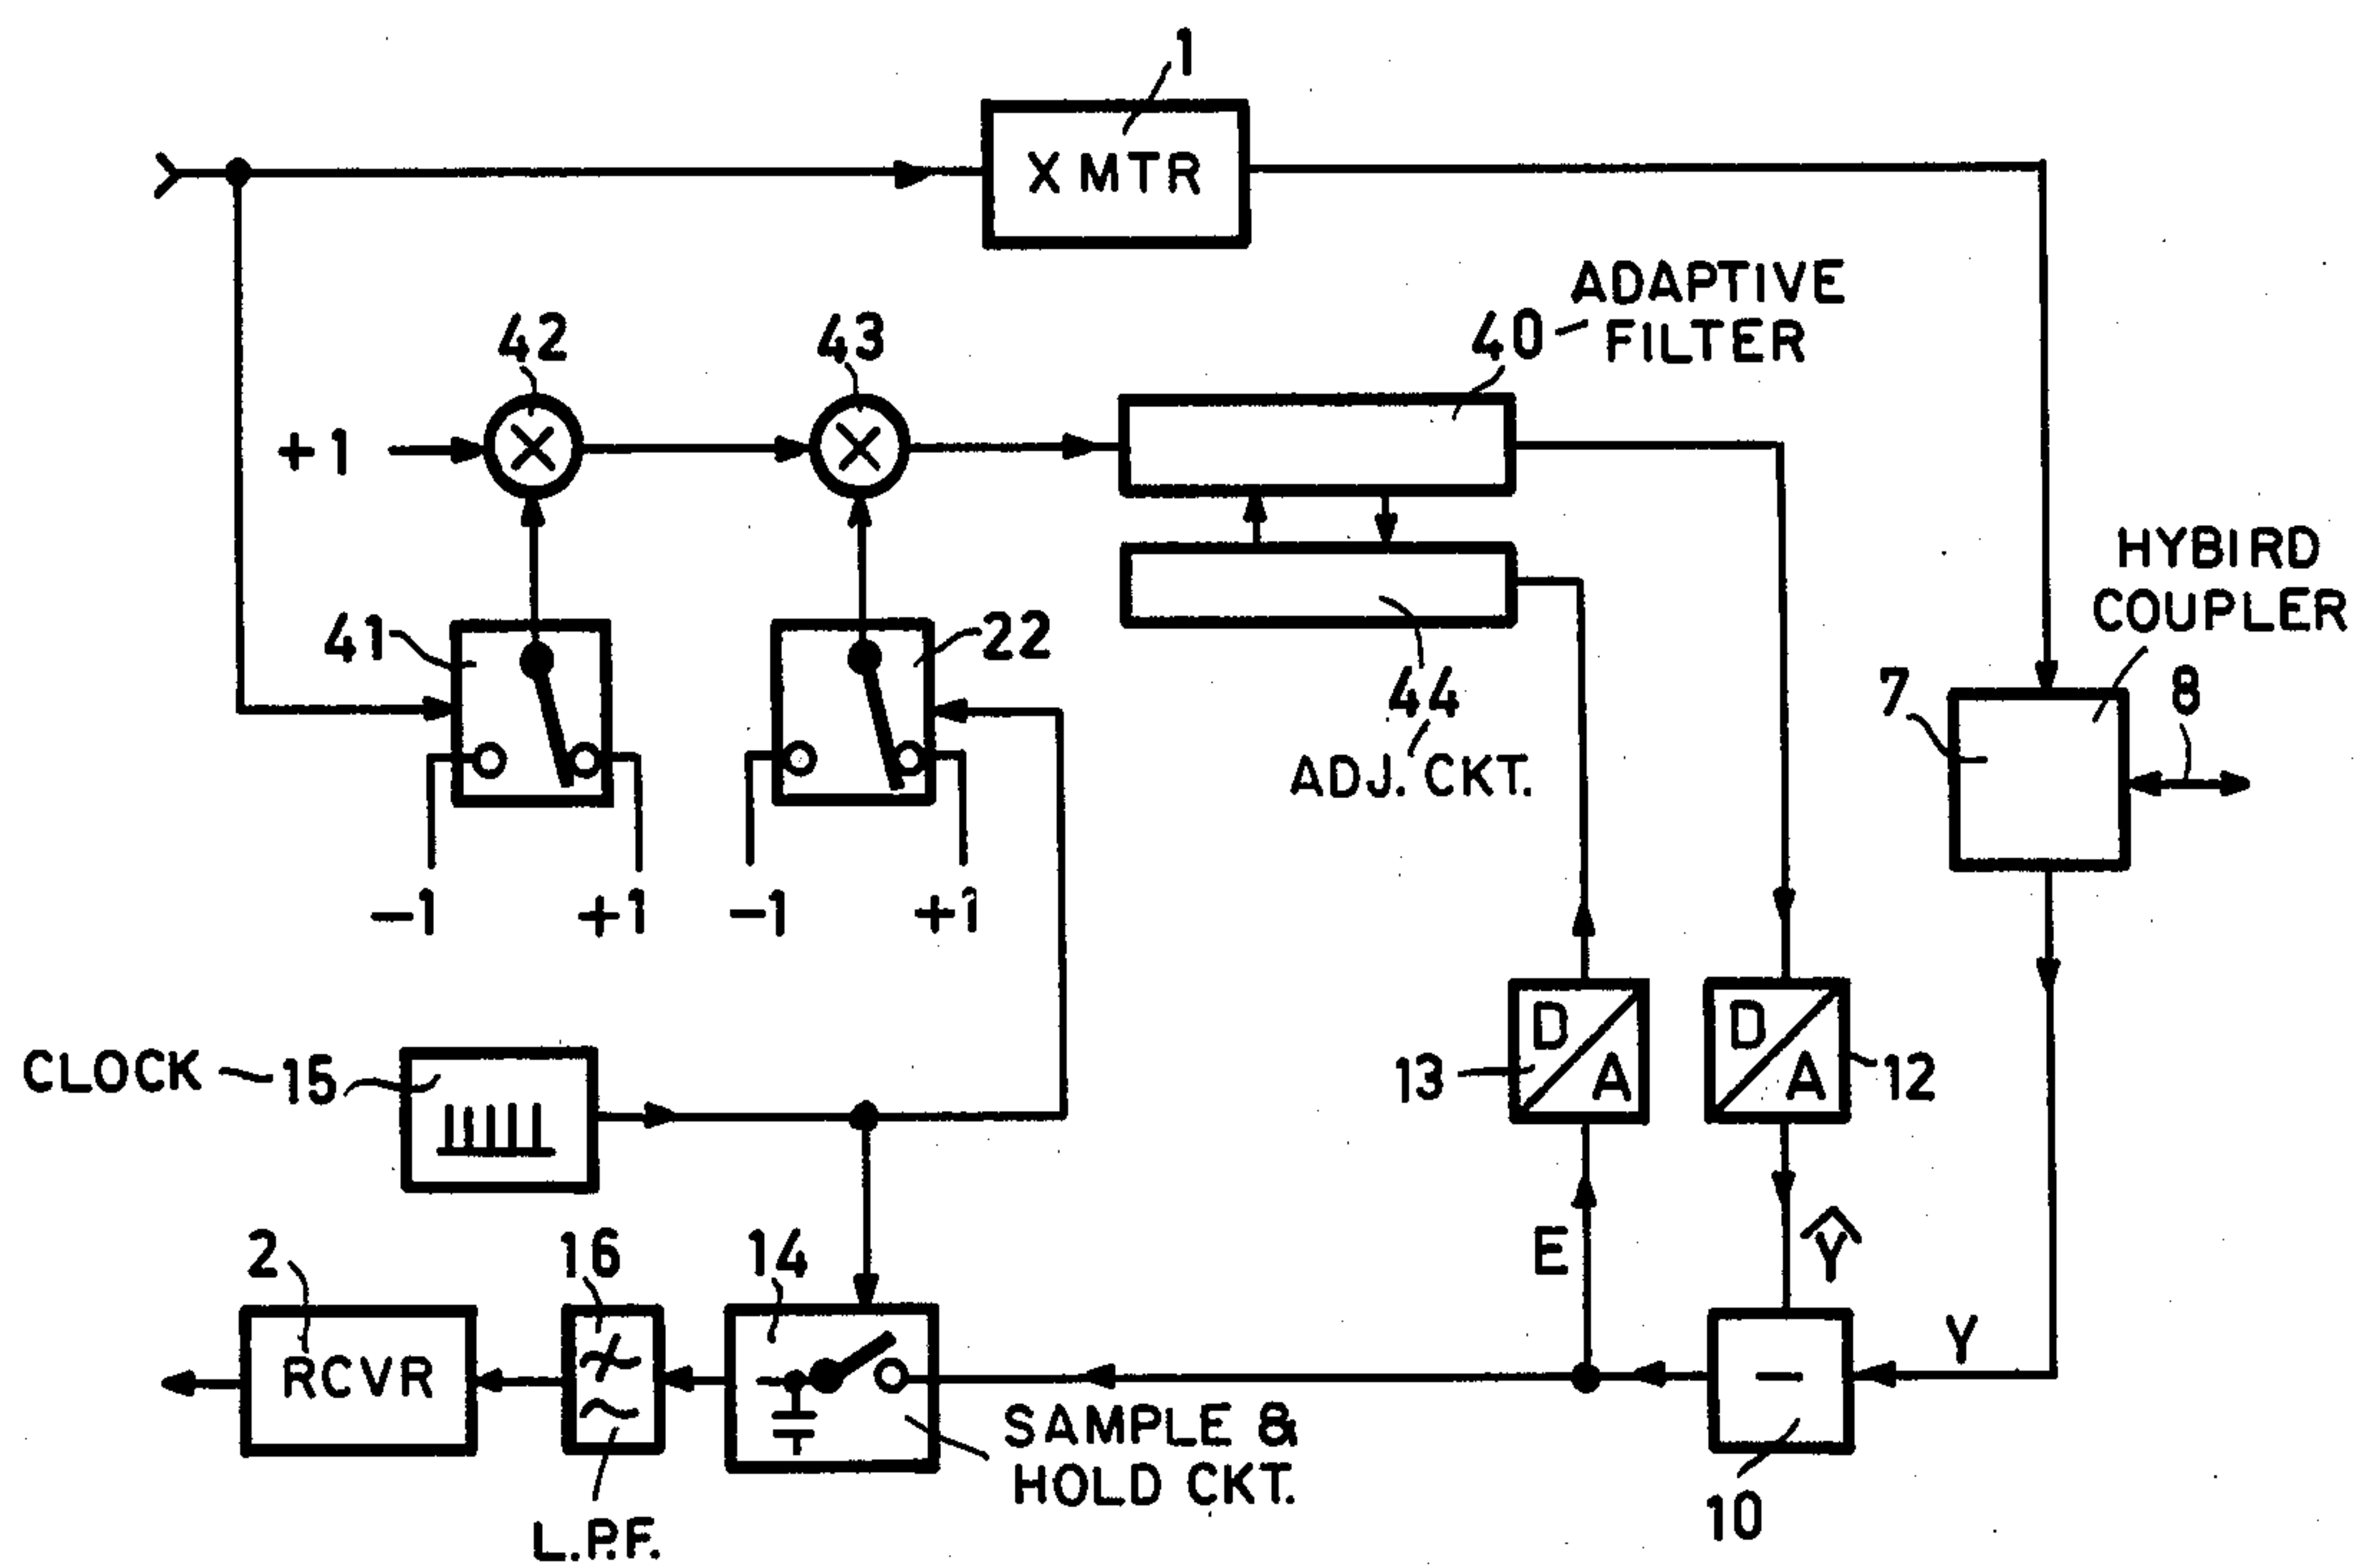 1
X MTR
ADAPTIVE
40 FILTER
42
43
+1
X
X
HYBIRD
COUPLER
41
22
44
7
8
ADJ. CKT.
-1
+1
-1
+1
CLOCK
15
D
A
13
D
A
12
E
Ŷ
Y
2
16
14
RCVR
SAMPLE &
HOLD CKT.
10
L.P.F.